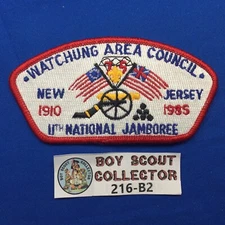 WATCHUNG AREA COUNCIL
NEW JERSEY
1910 1985
11TH NATIONAL JAMBOREE
BOY SCOUT
COLLECTOR
216-B2